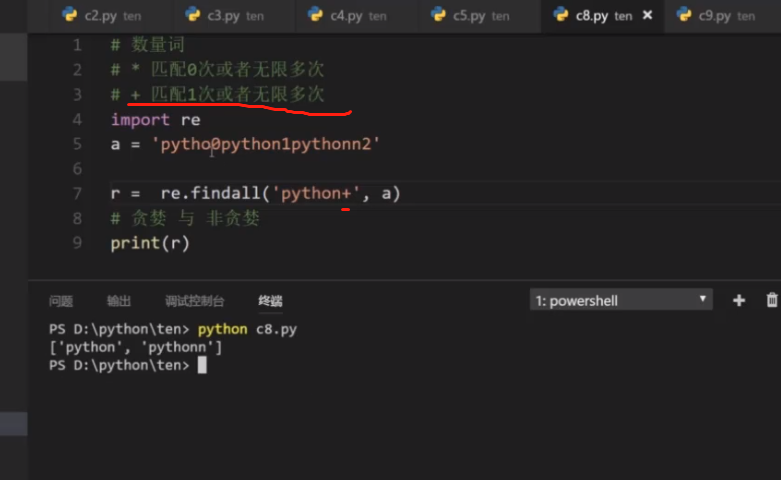 c2.py ten c3.py ten c4.py ten c5.py ten c8.py ten c9.py ten
1 # 数量词
2 # * 匹配0次或者无限多次
3 # + 匹配1次或者无限多次
4 import re
5 a = 'pytho0python1pythonn2'
6
7 r =  re.findall('python+', a)
8 # 贪婪 与 非贪婪
9 print(r)
问题 输出 调试控制台 终端 1: powershell
PS D:\python\ten> python c8.py
['python', 'pythonn']
PS D:\python\ten>